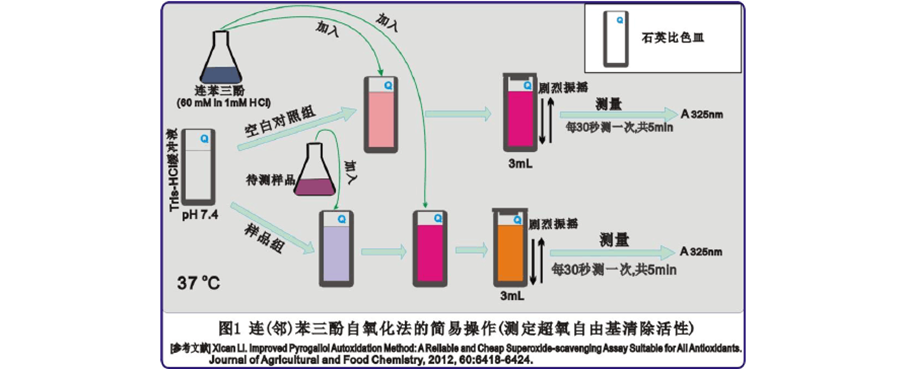 加入
加入
Q
石英比色皿
连苯三酚
(60 mM in 1mM HCl)
Q
Q
剧烈振摇
测量
A 325nm
每30秒测一次,共5min
3mL
空白对照组
Tris-HCl缓冲液
Q
pH 7.4
待测样品
加入
样品组
Q
Q
Q
剧烈振摇
测量
A 325nm
每30秒测一次,共5min
3mL
37 ℃
图1 连(邻)苯三酚自氧化法的简易操作(测定超氧自由基清除活性)
[参考文献] Xican Li. Improved Pyrogallol Autoxidation Method: A Reliable and Cheap Superoxide-scavenging Assay Suitable for All Antioxidants.
Journal of Agricultural and Food Chemistry, 2012, 60:6418-6424.